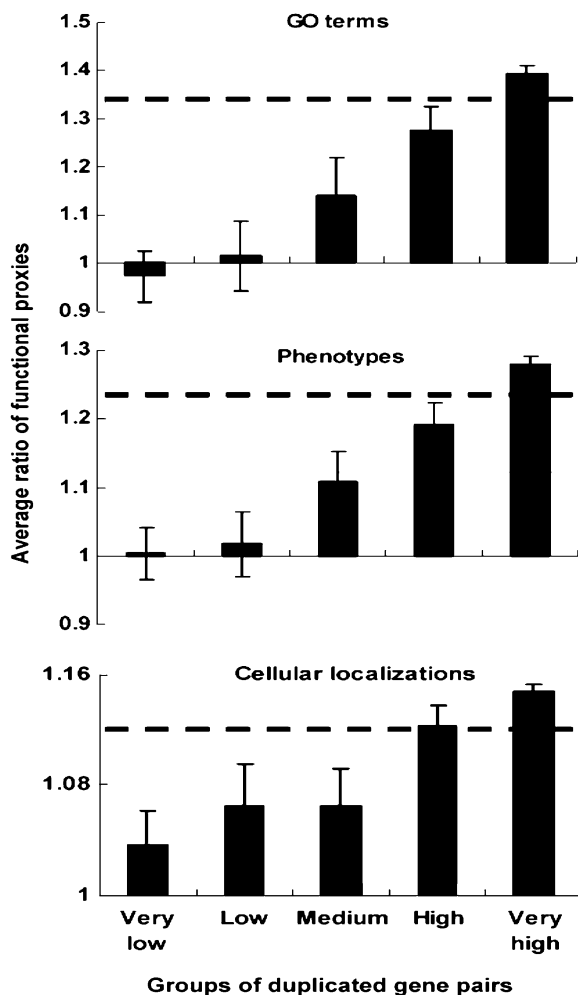 GO terms
1.5
1.4
1.3
1.2
1.1
1
0.9
Phenotypes
1.3
1.2
1.1
1
0.9
Cellular localizations
1.16
1.08
1
Average ratio of functional proxies
Very low
Low
Medium
High
Very high
Groups of duplicated gene pairs